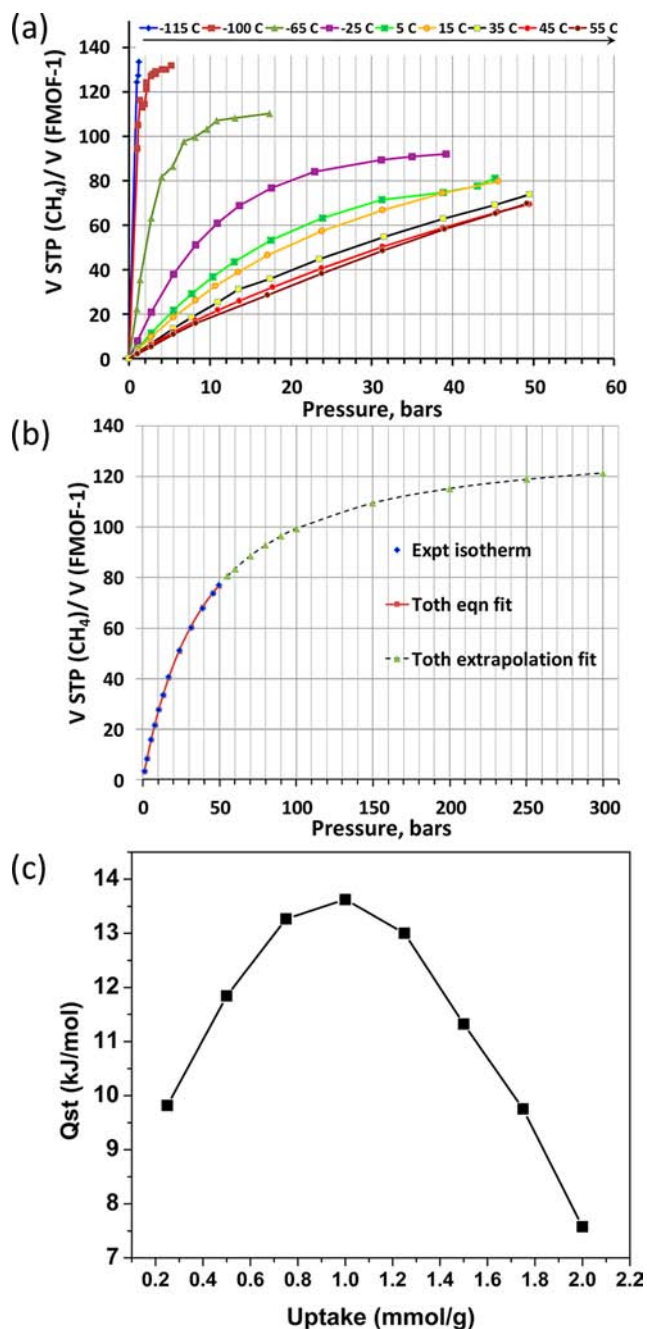 (a)
-115 C -100 C -65 C -25 C 5 C 15 C 35 C 45 C 55 C
V STP (CH4)/ V (FMOF-1)
140
120
100
80
60
40
20
0
0 10 20 30 40 50 60
Pressure, bars
(b)
V STP (CH4)/ V (FMOF-1)
140
120
100
80
60
40
20
0
Expt isotherm
Toth eqn fit
Toth extrapolation fit
0 50 100 150 200 250 300
Pressure, bars
(c)
Qst (kJ/mol)
14
13
12
11
10
9
8
7
0.2 0.4 0.6 0.8 1.0 1.2 1.4 1.6 1.8 2.0 2.2
Uptake (mmol/g)